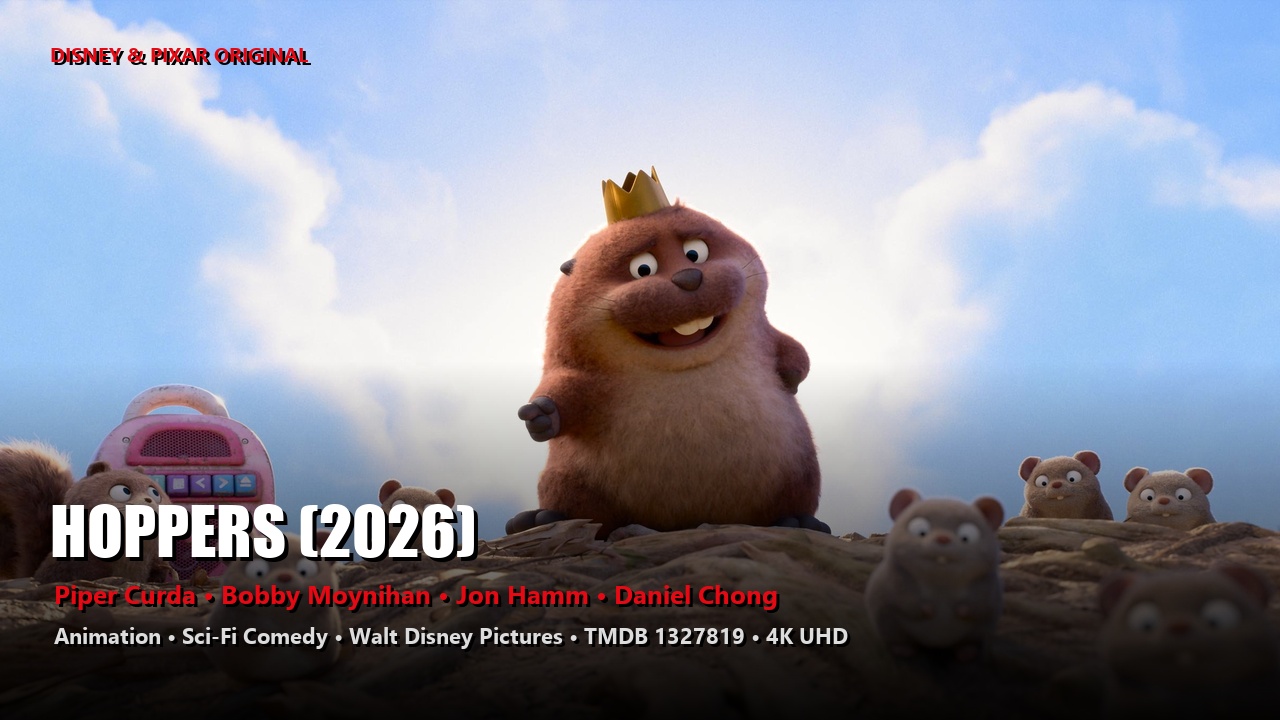 DISNEY & PIXAR ORIGINAL
HOPPERS (2026)
Piper Curda • Bobby Moynihan • Jon Hamm • Daniel Chong
Animation • Sci-Fi Comedy • Walt Disney Pictures • TMDB 1327819 • 4K UHD